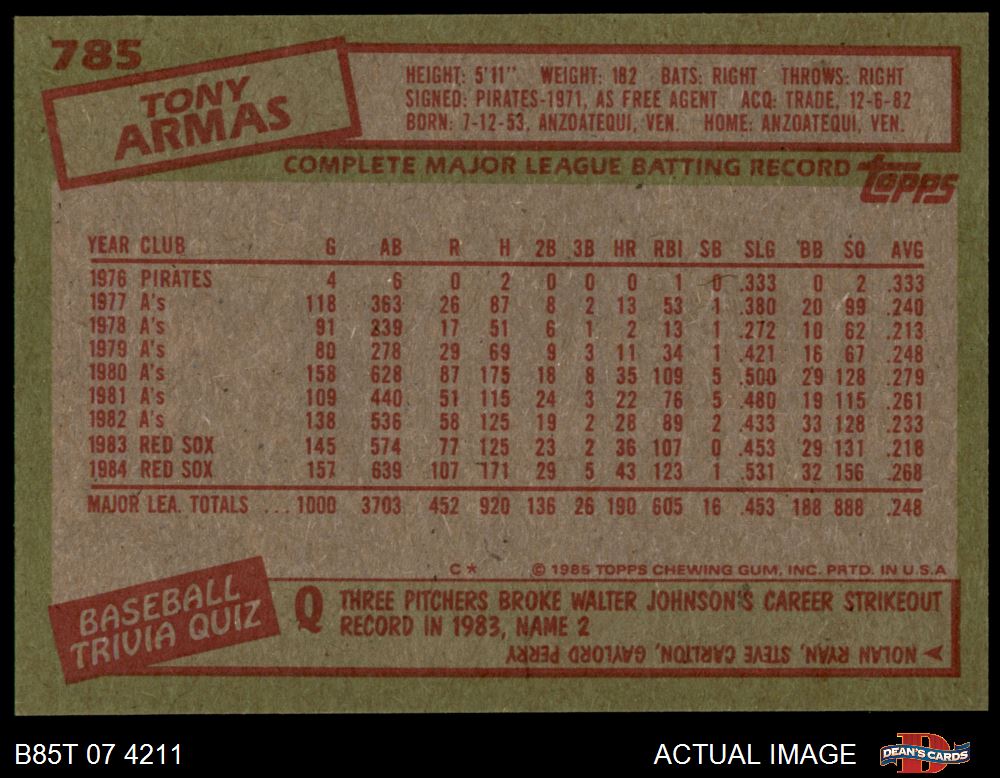 785
TONY
ARMAS
HEIGHT: 5'11" WEIGHT: 182 BATS: RIGHT THROWS: RIGHT
SIGNED: PIRATES-1971, AS FREE AGENT ACQ: TRADE, 12-6-82
BORN: 7-12-53, ANZOATEQUI, VEN. HOME: ANZOATEQUI, VEN.
COMPLETE MAJOR LEAGUE BATTING RECORD topps
YEAR CLUB G AB R H 2B 3B HR RBI SB SLG BB SO AVG
1976 PIRATES 4 6 0 2 0 0 0 1 0 .333 0 2 .333
1977 A's 118 363 26 87 8 2 13 53 1 .380 20 99 .240
1978 A's 91 239 17 51 6 1 2 13 1 .272 10 62 .213
1979 A's 80 278 29 69 9 3 11 34 1 .421 16 67 .248
1980 A's 158 628 87 175 18 8 35 109 5 .500 29 128 .279
1981 A's 109 440 51 115 24 3 22 76 5 .480 19 115 .261
1982 A's 138 536 58 125 19 2 28 89 2 .433 33 128 .233
1983 RED SOX 145 574 77 125 23 2 36 107 0 .453 29 131 .218
1984 RED SOX 157 639 107 171 29 5 43 123 1 .531 32 156 .268
MAJOR LEA. TOTALS ... 1000 3703 452 920 136 26 190 605 16 .453 188 888 .248
C * © 1985 TOPPS CHEWING GUM, INC. PRTD. IN U.S.A
BASEBALL
TRIVIA QUIZ
Q THREE PITCHERS BROKE WALTER JOHNSON'S CAREER STRIKEOUT
RECORD IN 1983, NAME 2
NOLAN RYAN, STEVE CARLTON, GAYLORD PERRY
B85T 07 4211 ACTUAL IMAGE DEAN'S CARDS